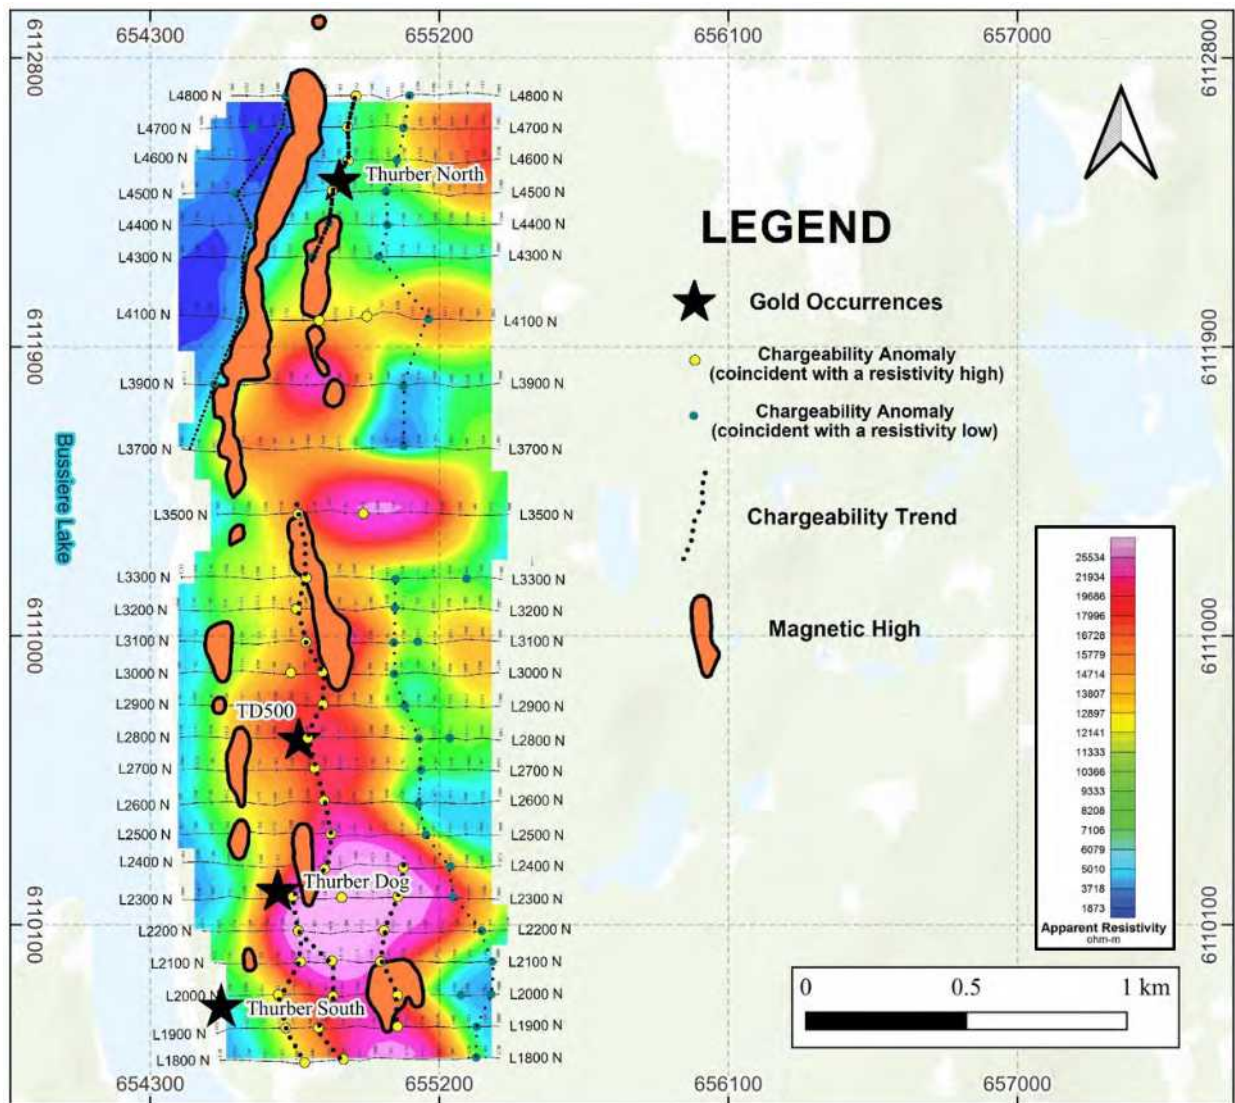 654300
655200
656100
657000
6112800
6112800
L4800 N
L4800 N
L4700 N
L4700 N
L4600 N
L4600 N
Thurber North
L4500 N
L4500 N
L4400 N
L4400 N
L4300 N
L4300 N
L4100 N
L4100 N
6111900
6111900
L3900 N
L3900 N
L3700 N
L3700 N
Bussiere Lake
L3500 N
L3500 N
L3300 N
L3300 N
L3200 N
L3200 N
L3100 N
L3100 N
6111000
6111000
L3000 N
L3000 N
L2900 N
L2900 N
TD500
L2800 N
L2800 N
L2700 N
L2700 N
L2600 N
L2600 N
L2500 N
L2500 N
L2400 N
L2400 N
Thurber Dog
L2300 N
L2300 N
6110100
6110100
L2200 N
L2200 N
L2100 N
L2100 N
L2000 N
L2000 N
Thurber South
L1900 N
L1900 N
L1800 N
L1800 N
654300
655200
656100
657000
LEGEND
Gold Occurrences
Chargeability Anomaly
(coincident with a resistivity high)
Chargeability Anomaly
(coincident with a resistivity low)
Chargeability Trend
Magnetic High
25534
21934
19686
17996
16728
15779
14714
13807
12897
12141
11333
10366
9333
8208
7106
6079
5010
3718
1873
Apparent Resistivity
ohm-m
0 0.5 1 km